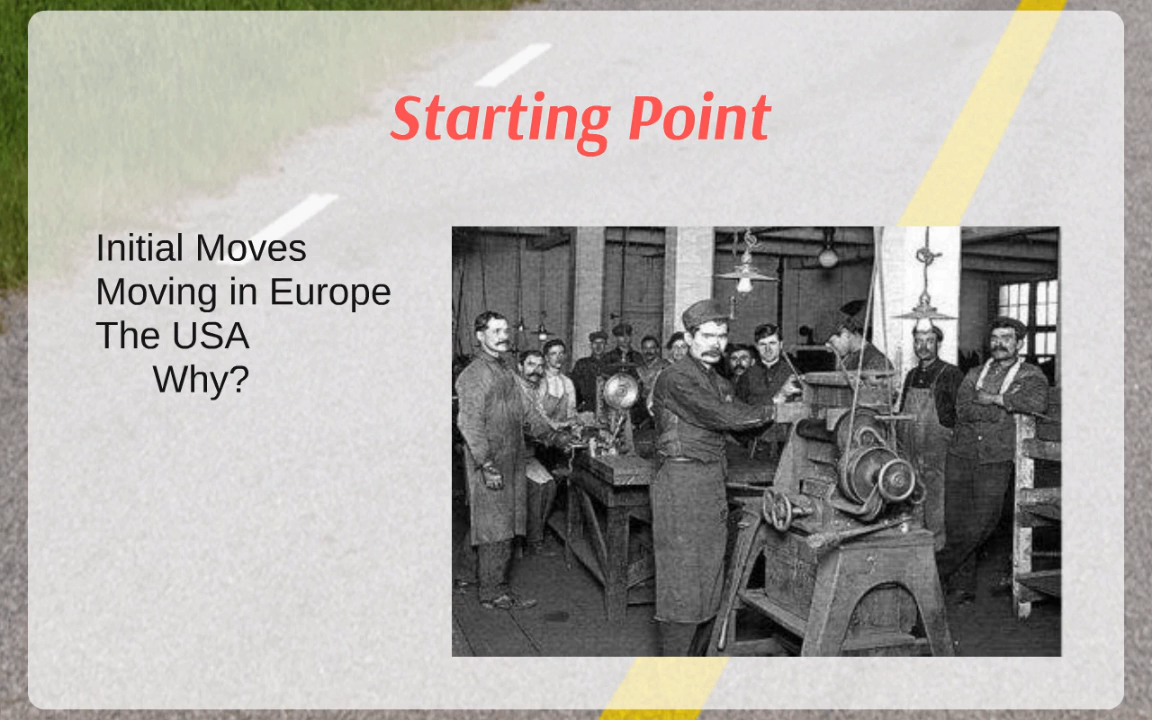 Starting Point
Initial Moves
Moving in Europe
The USA
Why?